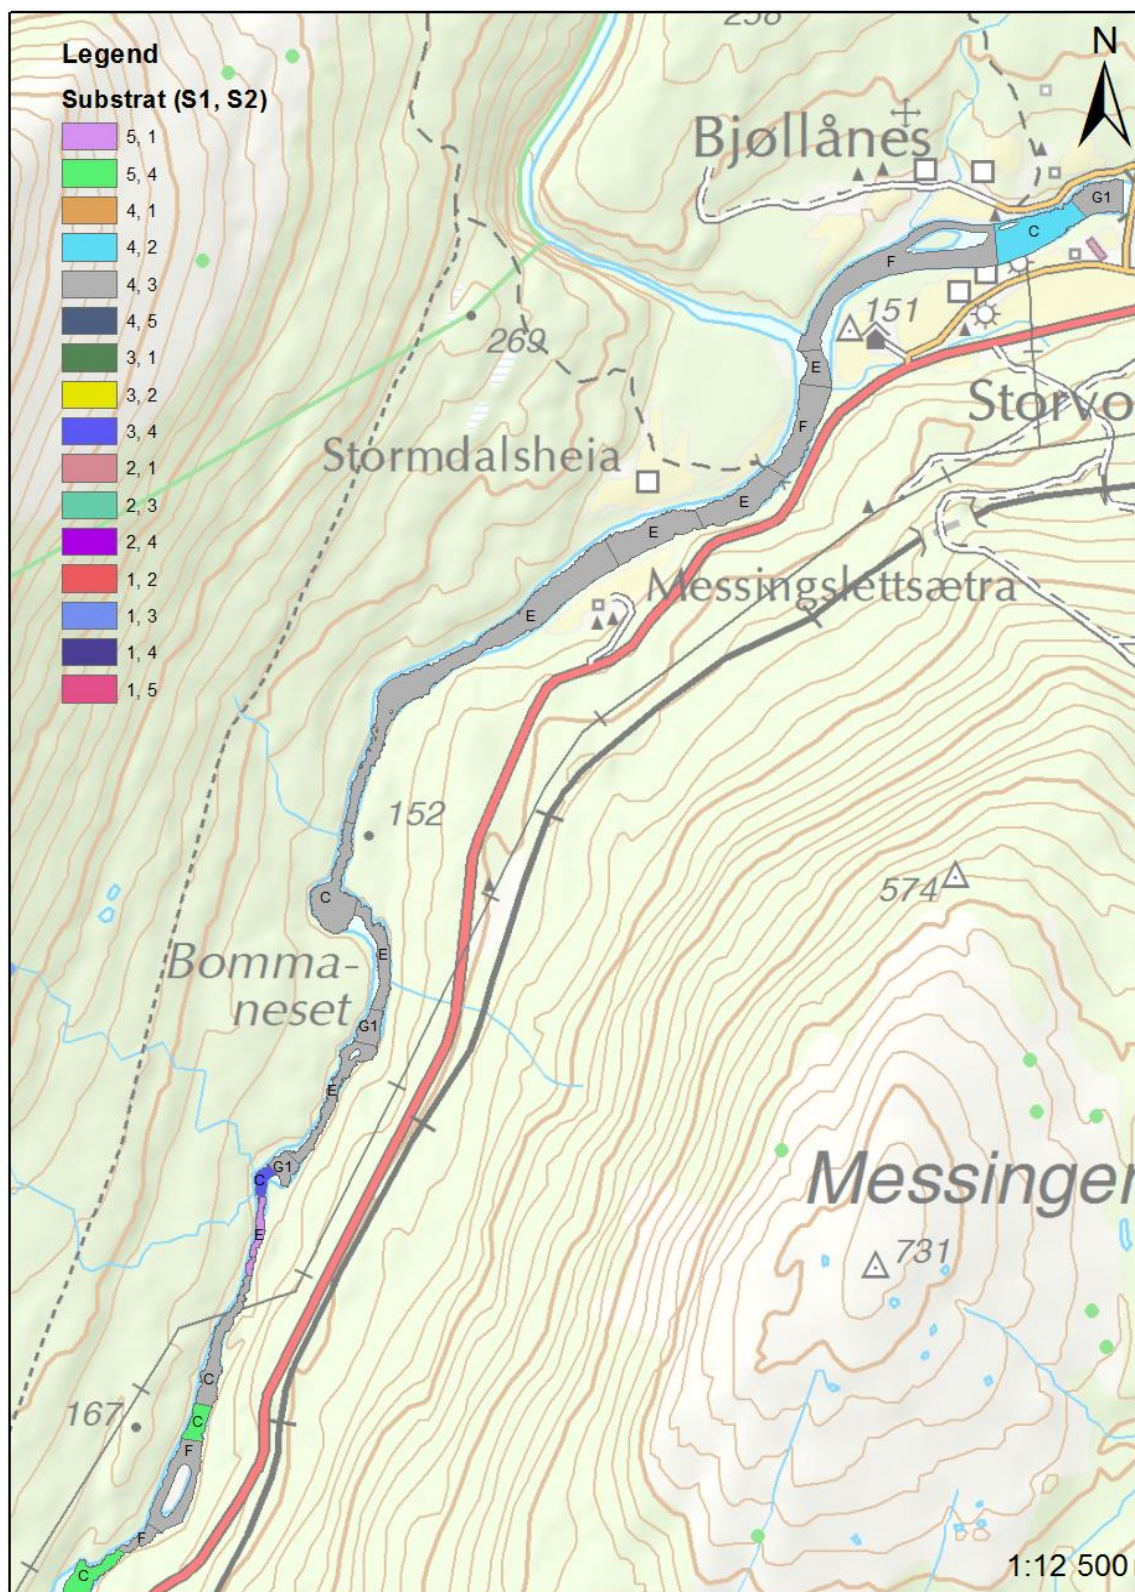 Legend
Substrat (S1, S2)
5, 1
5, 4
4, 1
4, 2
4, 3
4, 5
3, 1
3, 2
3, 4
2, 1
2, 3
2, 4
1, 2
1, 3
1, 4
1, 5
258
N
Bjøllånes
G1
C
F
151
269
E
Storvo
F
Stormdalsheia
E
E
Messingslettsætra
E
152
574
C
Bomma-
neset
E
G1
E
G1
C
Messinger
E
731
C
167
C
F
F
C
1:12 500